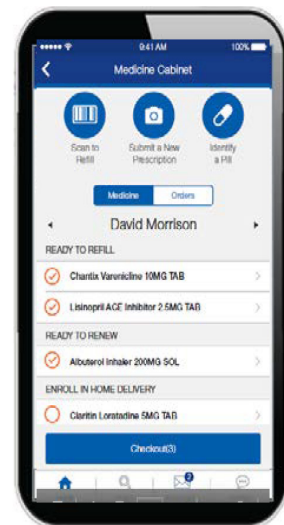 9:41 AM 100%
Medicine Cabinet
Scan to Refill
Submit a New Prescription
Identify a Pill
Medicine Orders
David Morrison
READY TO REFILL
Chantix Varenicline 10MG TAB
Lisinopril ACE Inhibitor 2.5MG TAB
READY TO RENEW
Albuterol Inhaler 200MG SOL
ENROLL IN HOME DELIVERY
Claritin Loratadine 5MG TAB
Checkout(3)